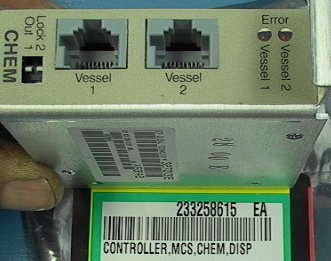 CHEM
Lock 2
Out 1
Vessel
1
Vessel
2
Error
Vessel 1
Vessel 2
233258615 EA
CONTROLLER,MCS,CHEM,DISP